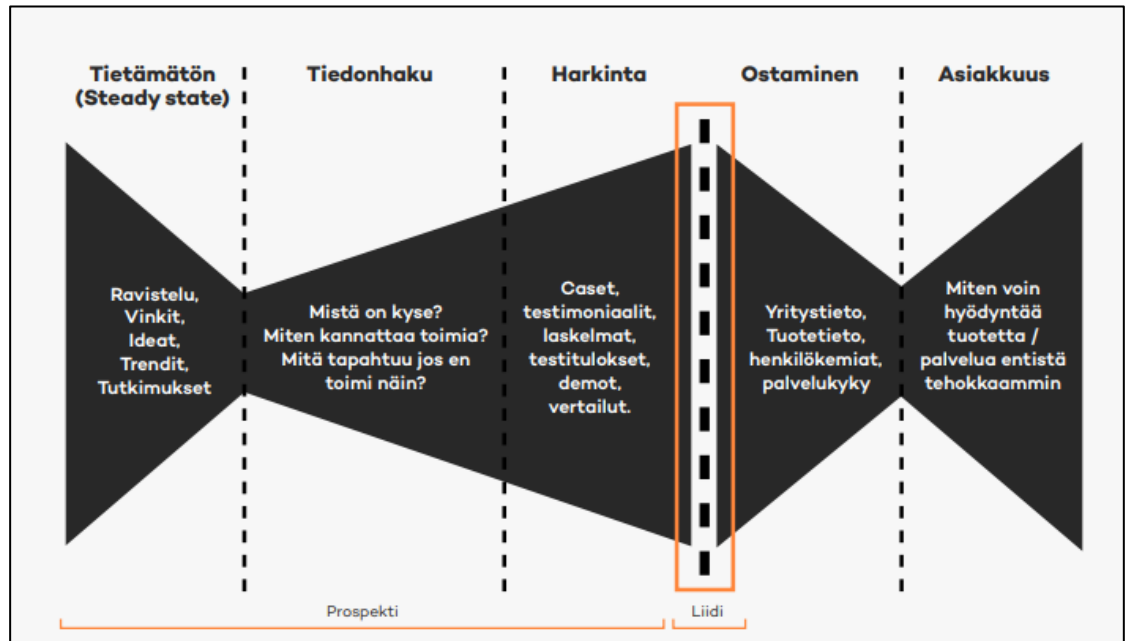 Tietämätön
(Steady state)
Tiedonhaku
Harkinta
Ostaminen
Asiakkuus
Ravistelu,
Vinkit,
Ideat,
Trendit,
Tutkimukset
Mistä on kyse?
Miten kannattaa toimia?
Mitä tapahtuu jos en
toimi näin?
Caset,
testimoniaalit,
laskelmat,
testitulokset,
demot,
vertailut.
Yritystieto,
Tuotetieto,
henkilökemiat,
palvelukyky
Miten voin
hyödyntää
tuotetta /
palvelua entistä
tehokkaammin
Prospekti
Liidi